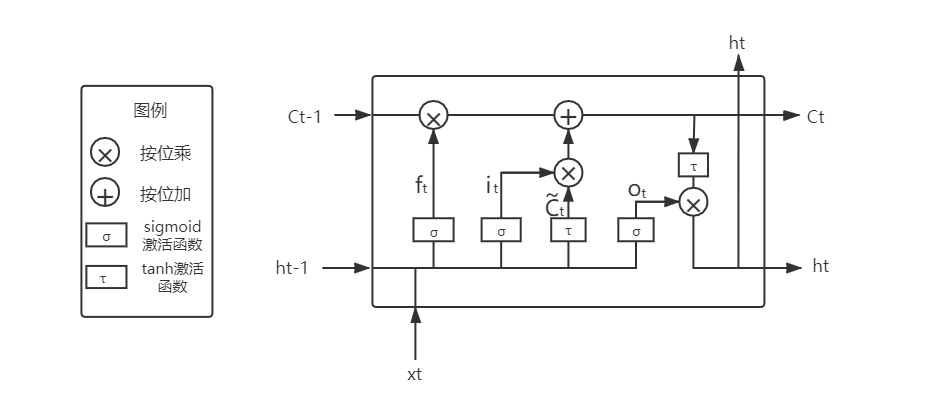 图例
按位乘
按位加
σ
sigmoid
激活函数
τ
tanh激活
函数
ht
Ct-1
Ct
ft
it
C̃t
ot
τ
σ
σ
τ
σ
ht-1
ht
xt